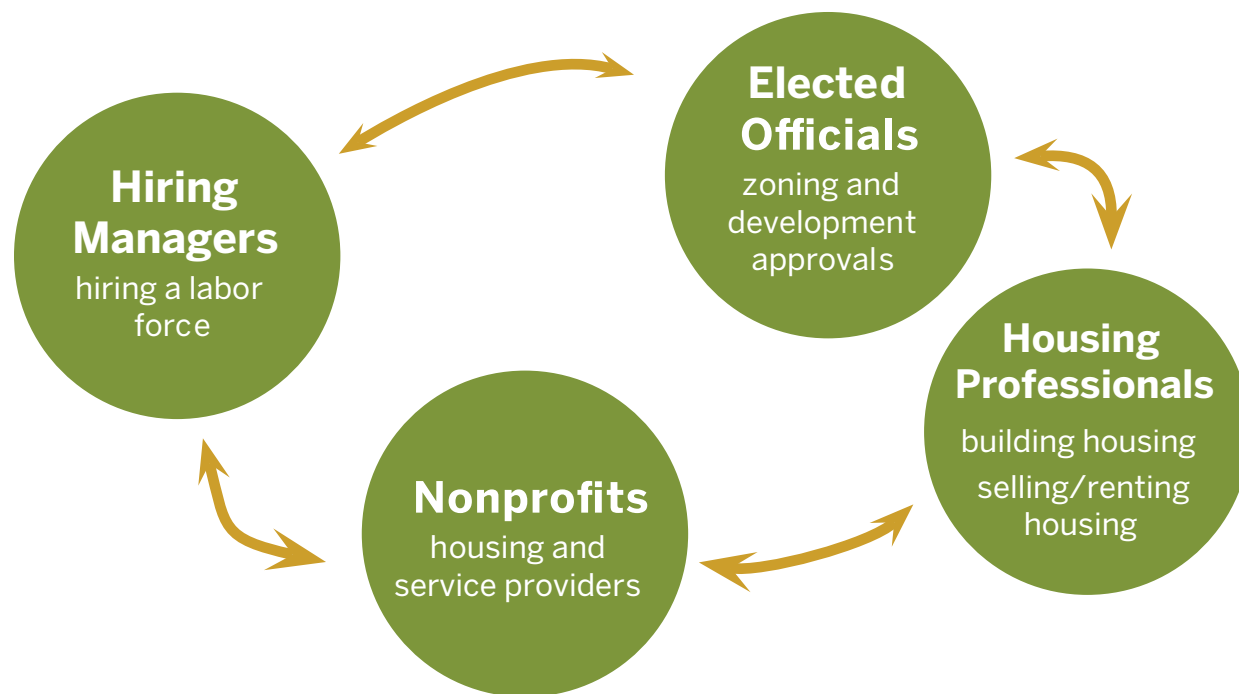 Hiring
Managers
hiring a labor
force
Elected
Officials
zoning and
development
approvals
Housing
Professionals
building housing
selling/renting
housing
Nonprofits
housing and
service providers